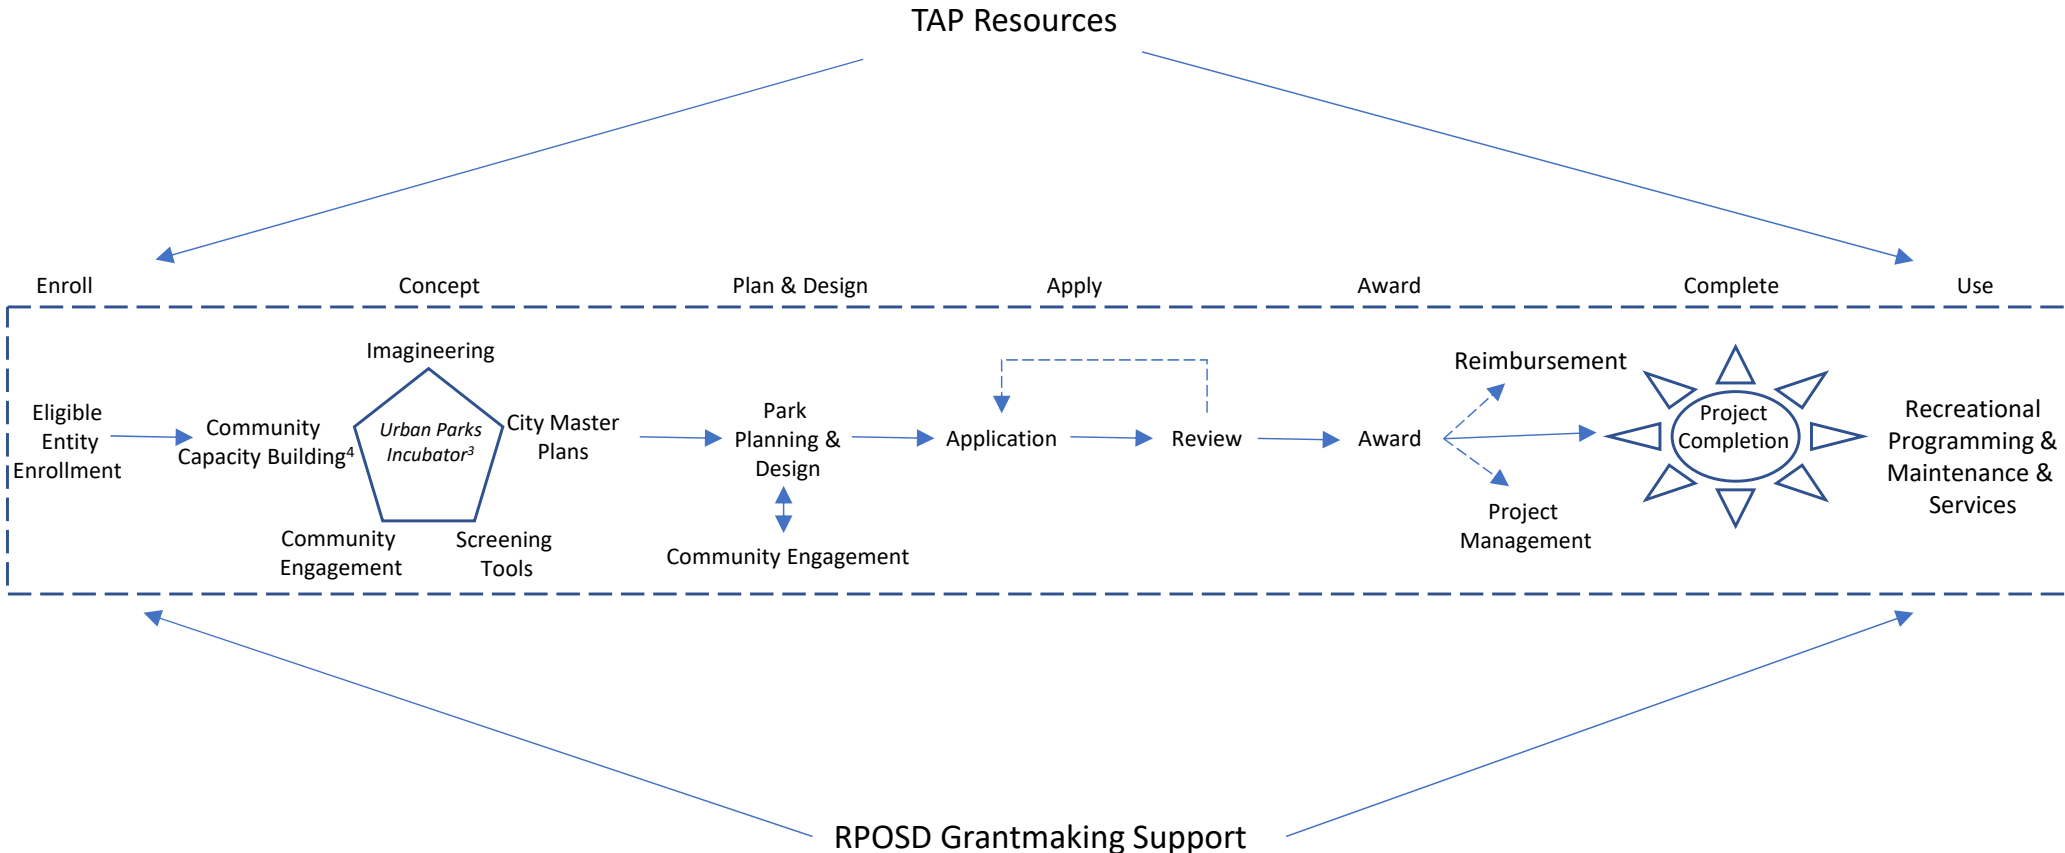 TAP Resources
Enroll
Concept
Plan & Design
Apply
Award
Complete
Use
Eligible
Entity
Enrollment
Community
Capacity Building4
Imagineering
Urban Parks
Incubator3
City Master
Plans
Community
Engagement
Screening
Tools
Park
Planning &
Design
Community Engagement
Application
Review
Award
Reimbursement
Project
Management
Project
Completion
Recreational
Programming &
Maintenance &
Services
RPOSD Grantmaking Support